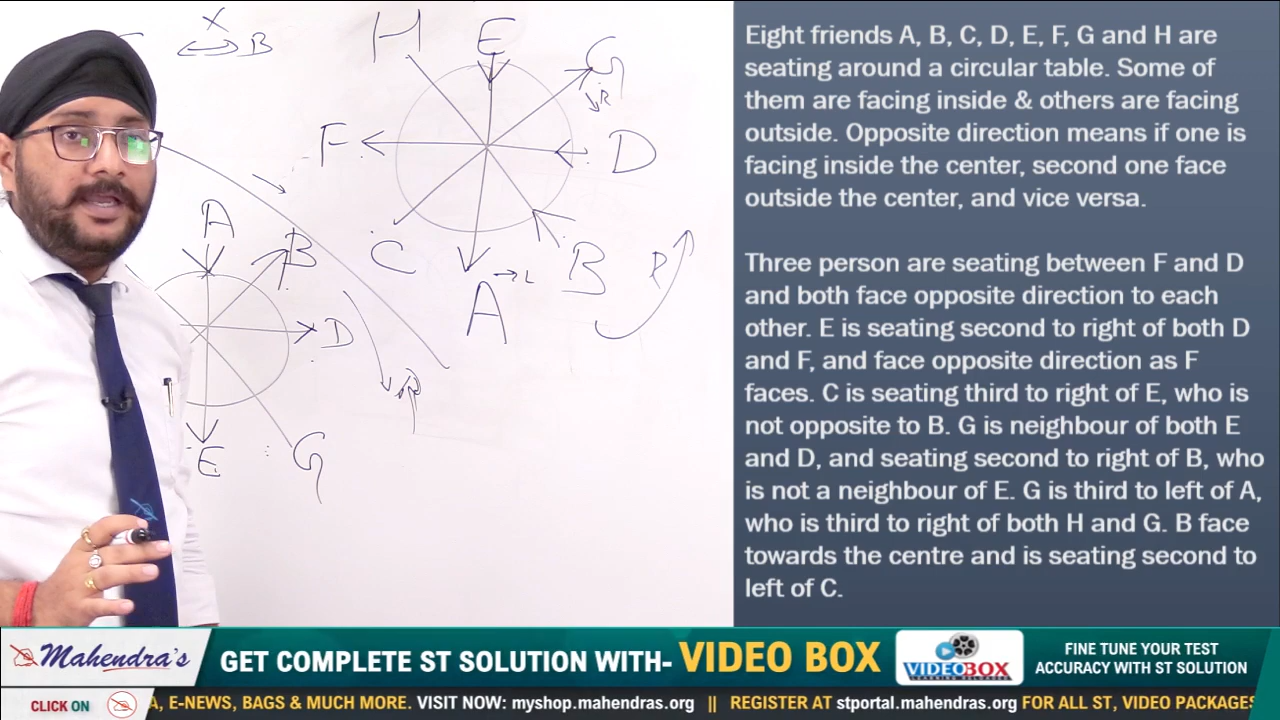 X
B
H
E
G
R
F
D
C
A
L
B
R
A
B
D
E
G
R
Eight friends A, B, C, D, E, F, G and H are
seating around a circular table. Some of
them are facing inside & others are facing
outside. Opposite direction means if one is
facing inside the center, second one face
outside the center, and vice versa.
Three person are seating between F and D
and both face opposite direction to each
other. E is seating second to right of both D
and F, and face opposite direction as F
faces. C is seating third to right of E, who is
not opposite to B. G is neighbour of both E
and D, and seating second to right of B, who
is not a neighbour of E. G is third to left of A,
who is third to right of both H and G. B face
towards the centre and is seating second to
left of C.
Mahendra's
GET COMPLETE ST SOLUTION WITH- VIDEO BOX
VIDEOBOX
LEARNING RELOADED
FINE TUNE YOUR TEST
ACCURACY WITH ST SOLUTION
CLICK ON
A, E-NEWS, BAGS & MUCH MORE. VISIT NOW: myshop.mahendras.org || REGISTER AT stportal.mahendras.org FOR ALL ST, VIDEO PACKAGES